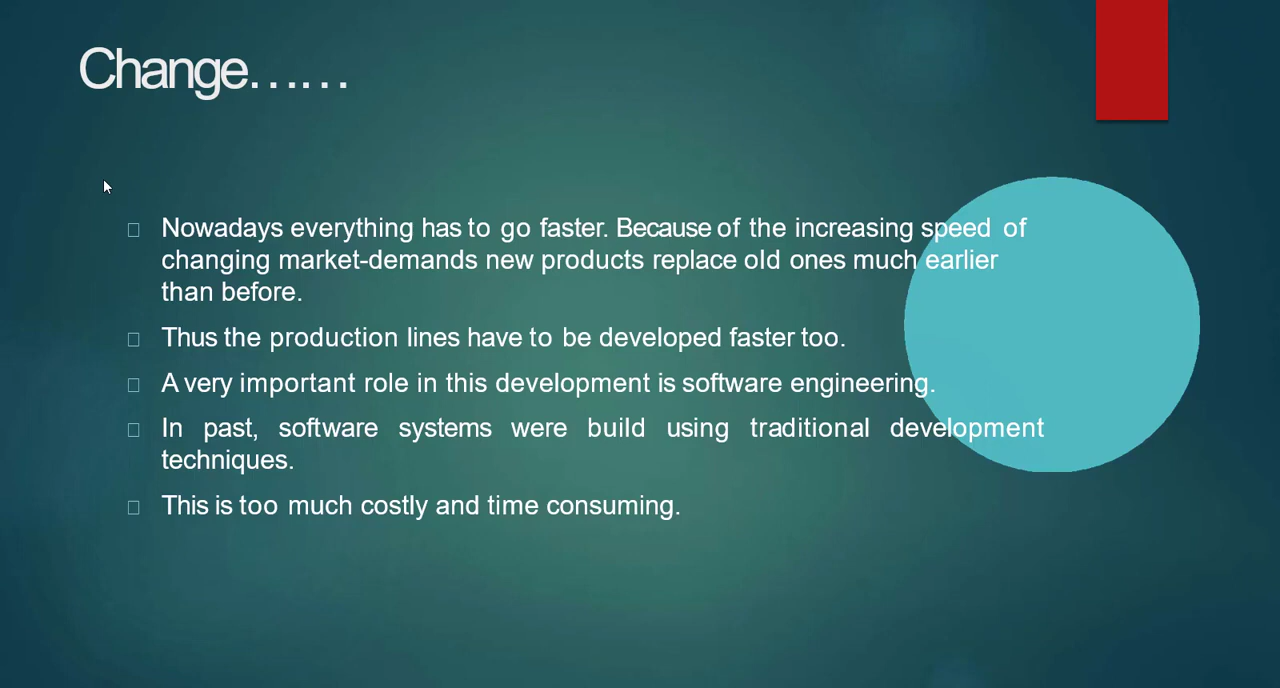 Change……
Nowadays everything has to go faster. Because of the increasing speed of
changing market-demands new products replace old ones much earlier
than before.
Thus the production lines have to be developed faster too.
A very important role in this development is software engineering.
In past, software systems were build using traditional development
techniques.
This is too much costly and time consuming.